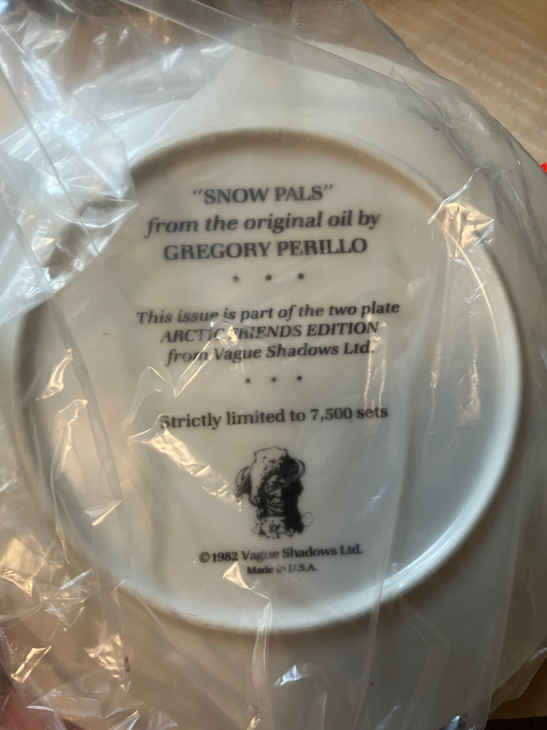 "SNOW PALS"
from the original oil by
GREGORY PERILLO
• • •
This issue is part of the two plate
ARCTIC FRIENDS EDITION
from Vague Shadows Ltd.
• • •
Strictly limited to 7,500 sets
©1982 Vague Shadows Ltd.
Made in U.S.A.